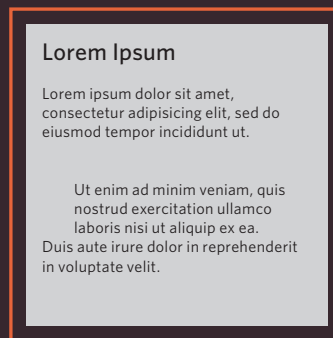 Lorem Ipsum
Lorem ipsum dolor sit amet,
consectetur adipisicing elit, sed do
eiusmod tempor incididunt ut.
Ut enim ad minim veniam, quis
nostrud exercitation ullamco
laboris nisi ut aliquip ex ea.
Duis aute irure dolor in reprehenderit
in voluptate velit.